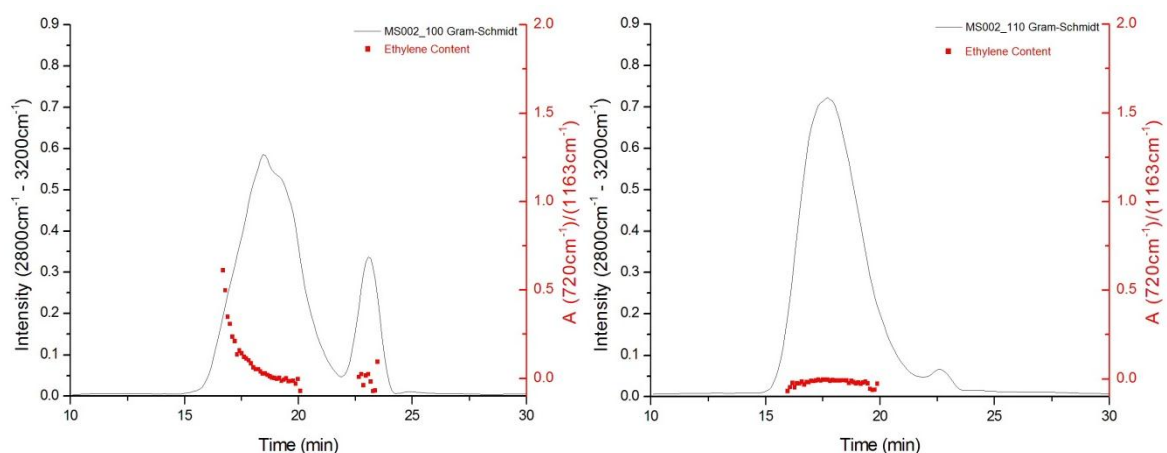 MS002_100 Gram-Schmidt
Ethylene Content
Intensity (2800cm⁻¹ - 3200cm⁻¹)
0.9
0.8
0.7
0.6
0.5
0.4
0.3
0.2
0.1
0.0
2.0
1.5
1.0
0.5
0.0
A (720cm⁻¹)/(1163cm⁻¹)
10 15 20 25 30
Time (min)
MS002_110 Gram-Schmidt
Ethylene Content
Intensity (2800cm⁻¹ - 3200cm⁻¹)
0.9
0.8
0.7
0.6
0.5
0.4
0.3
0.2
0.1
0.0
2.0
1.5
1.0
0.5
0.0
A (720cm⁻¹)/(1163cm⁻¹)
10 15 20 25 30
Time (min)